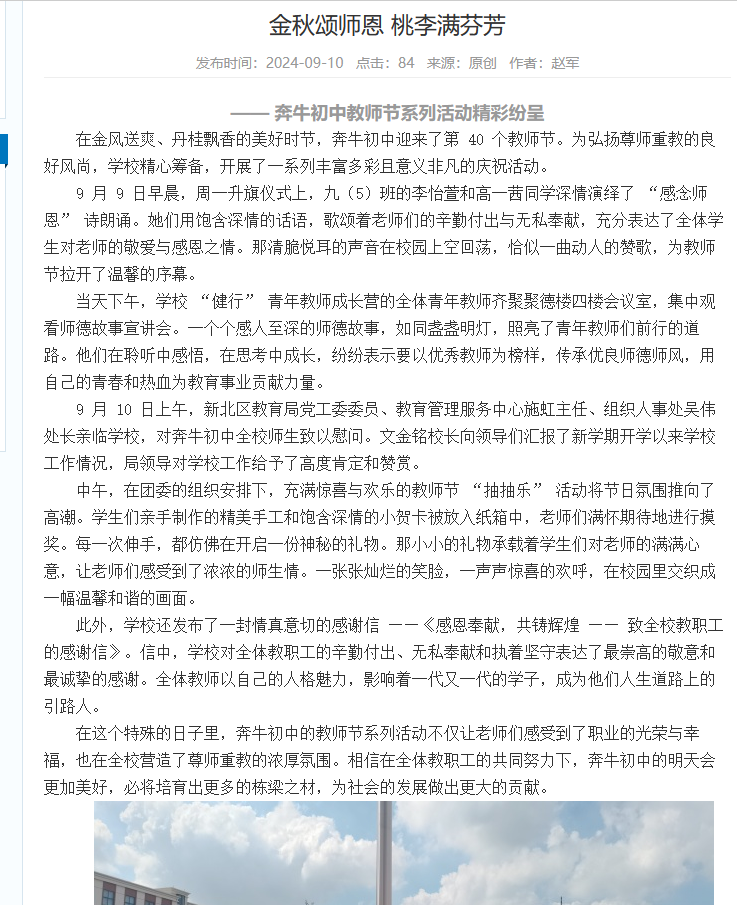 金秋颂师恩 桃李满芬芳
发布时间：2024-09-10 点击：84 来源：原创 作者：赵军
—— 奔牛初中教师节系列活动精彩纷呈
在金风送爽、丹桂飘香的美好时节，奔牛初中迎来了第 40 个教师节。为弘扬尊师重教的良
好风尚，学校精心筹备，开展了一系列丰富多彩且意义非凡的庆祝活动。
9 月 9 日早晨，周一升旗仪式上，九（5）班的李怡萱和高一茜同学深情演绎了 “感念师
恩” 诗朗诵。她们用饱含深情的话语，歌颂着老师们的辛勤付出与无私奉献，充分表达了全体学
生对老师的敬爱与感恩之情。那清脆悦耳的声音在校园上空回荡，恰似一曲动人的赞歌，为教师
节拉开了温馨的序幕。
当天下午，学校 “健行” 青年教师成长营的全体青年教师齐聚聚德楼四楼会议室，集中观
看师德故事宣讲会。一个个感人至深的师德故事，如同盏盏明灯，照亮了青年教师们前行的道
路。他们在聆听中感悟，在思考中成长，纷纷表示要以优秀教师为榜样，传承优良师德师风，用
自己的青春和热血为教育事业贡献力量。
9 月 10 日上午，新北区教育局党工委委员、教育管理服务中心施虹主任、组织人事处吴伟
处长亲临学校，对奔牛初中全校师生致以慰问。文金铭校长向领导们汇报了新学期开学以来学校
工作情况，局领导对学校工作给予了高度肯定和赞赏。
中午，在团委的组织安排下，充满惊喜与欢乐的教师节 “抽抽乐” 活动将节日氛围推向了
高潮。学生们亲手制作的精美手工和饱含深情的小贺卡被放入纸箱中，老师们满怀期待地进行摸
奖。每一次伸手，都仿佛在开启一份神秘的礼物。那小小的礼物承载着学生们对老师的满满心
意，让老师们感受到了浓浓的师生情。一张张灿烂的笑脸，一声声惊喜的欢呼，在校园里交织成
一幅温馨和谐的画面。
此外，学校还发布了一封情真意切的感谢信 ——《感恩奉献，共铸辉煌 —— 致全校教职工
的感谢信》。信中，学校对全体教职工的辛勤付出、无私奉献和执着坚守表达了最崇高的敬意和
最诚挚的感谢。全体教师以自己的人格魅力，影响着一代又一代的学子，成为他们人生道路上的
引路人。
在这个特殊的日子里，奔牛初中的教师节系列活动不仅让老师们感受到了职业的光荣与幸
福，也在全校营造了尊师重教的浓厚氛围。相信在全体教职工的共同努力下，奔牛初中的明天会
更加美好，必将培育出更多的栋梁之材，为社会的发展做出更大的贡献。